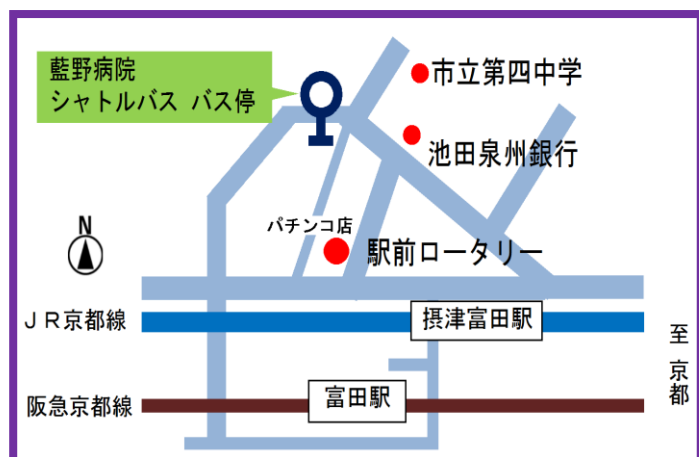 藍野病院
シャトルバス バス停
市立第四中学
池田泉州銀行
N
パチンコ店
駅前ロータリー
JR京都線
摂津富田駅
至 京都
阪急京都線
富田駅